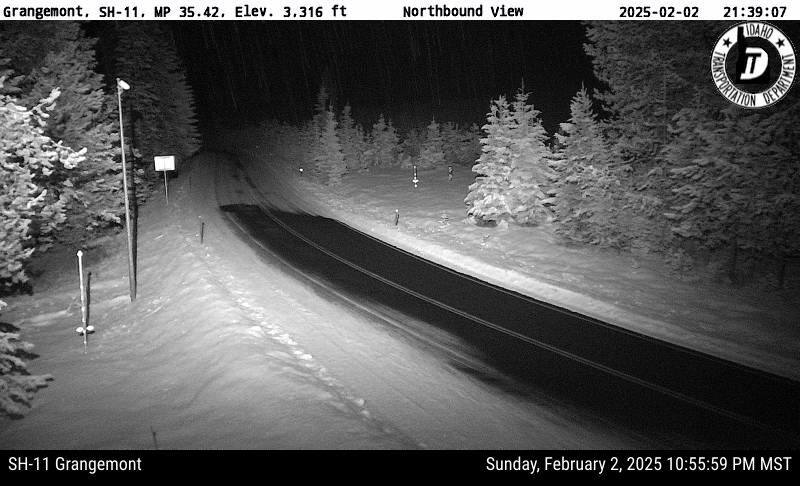 Grangemont, SH-11, MP 35.42, Elev. 3,316 ft Northbound View 2025-02-02 21:39:07
IDAHO
TRANSPORTATION DEPARTMENT
SH-11 Grangemont Sunday, February 2, 2025 10:55:59 PM MST